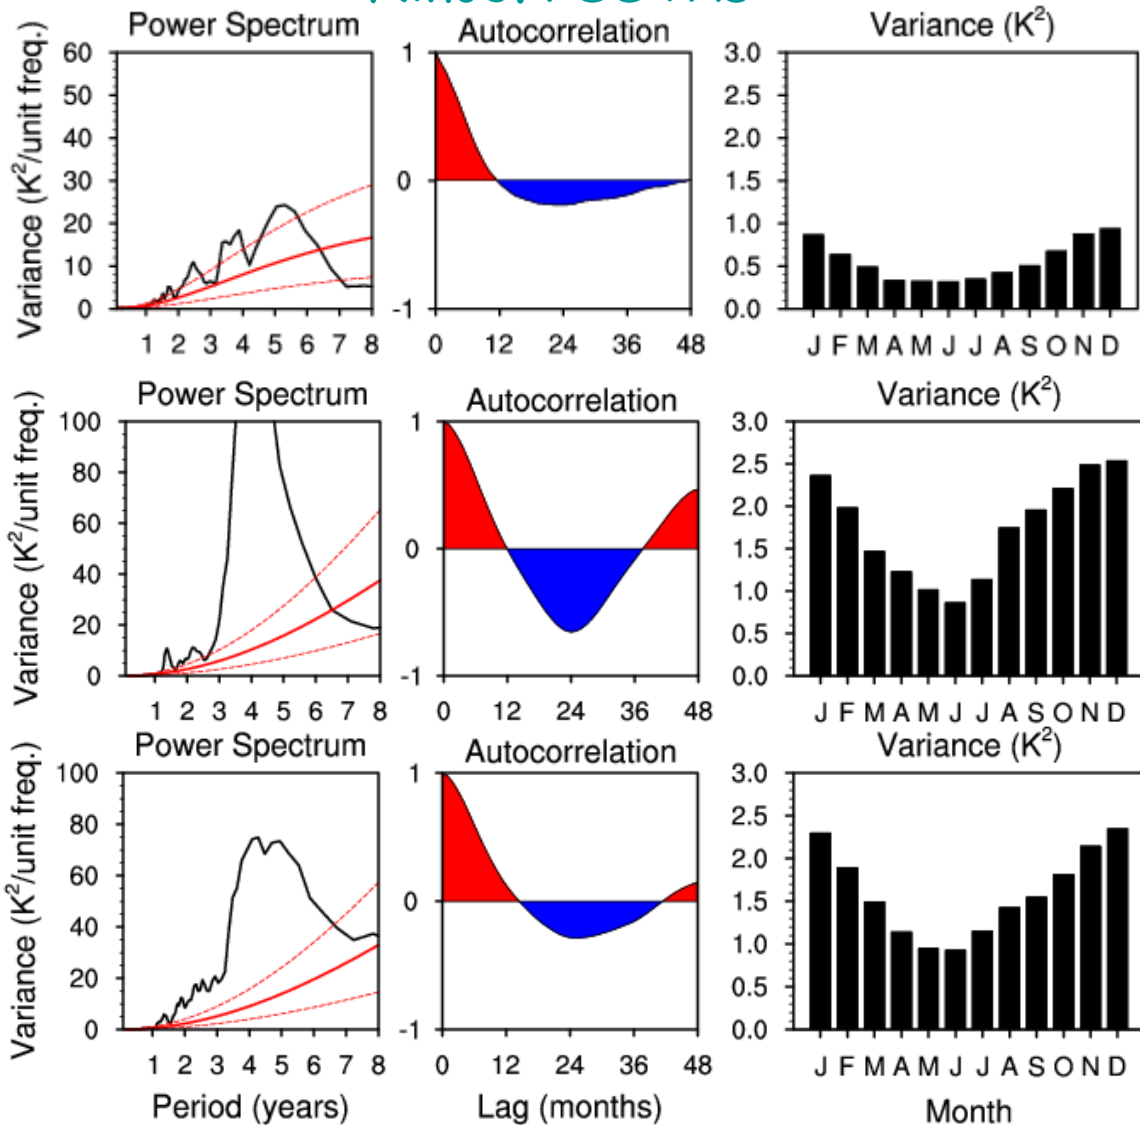 Power Spectrum Autocorrelation Variance (K²)
Variance (K²/unit freq.)
60 50 40 30 20 10 0
1 2 3 4 5 6 7 8
1 0 -1
0 12 24 36 48
3.0 2.5 2.0 1.5 1.0 0.5 0.0
J F M A M J J A S O N D
Power Spectrum Autocorrelation Variance (K²)
Variance (K²/unit freq.)
100 80 60 40 20 0
1 2 3 4 5 6 7 8
1 0 -1
0 12 24 36 48
3.0 2.5 2.0 1.5 1.0 0.5 0.0
J F M A M J J A S O N D
Power Spectrum Autocorrelation Variance (K²)
Variance (K²/unit freq.)
100 80 60 40 20 0
1 2 3 4 5 6 7 8
1 0 -1
0 12 24 36 48
3.0 2.5 2.0 1.5 1.0 0.5 0.0
J F M A M J J A S O N D
Period (years) Lag (months) Month